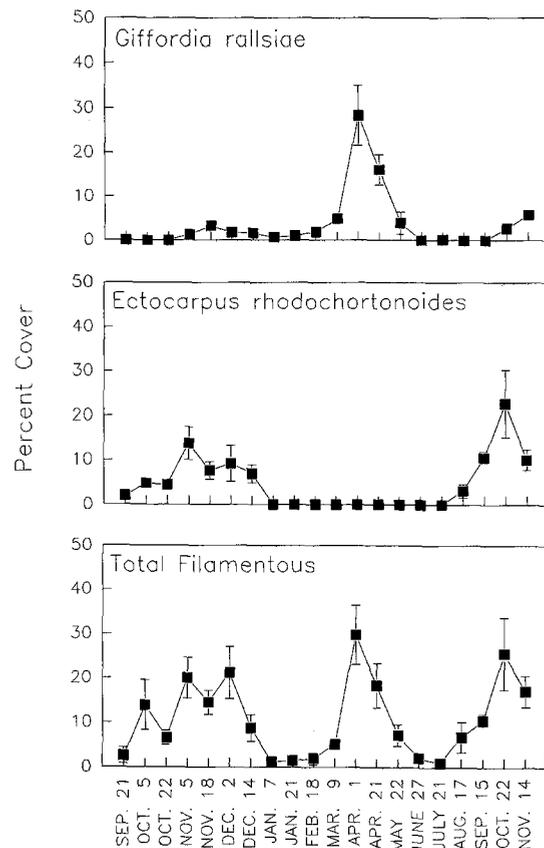 50
Giffordia rallsiae
40
30
20
10
0
50
Ectocarpus rhodochortonoides
40
30
20
10
0
Percent Cover
50
Total Filamentous
40
30
20
10
0
SEP. 21
OCT. 5
OCT. 22
NOV. 5
NOV. 18
DEC. 2
DEC. 14
JAN. 7
JAN. 21
FEB. 18
MAR. 9
APR. 1
APR. 21
MAY 22
JUNE 27
JULY 21
AUG. 17
SEP. 15
OCT. 22
NOV. 14